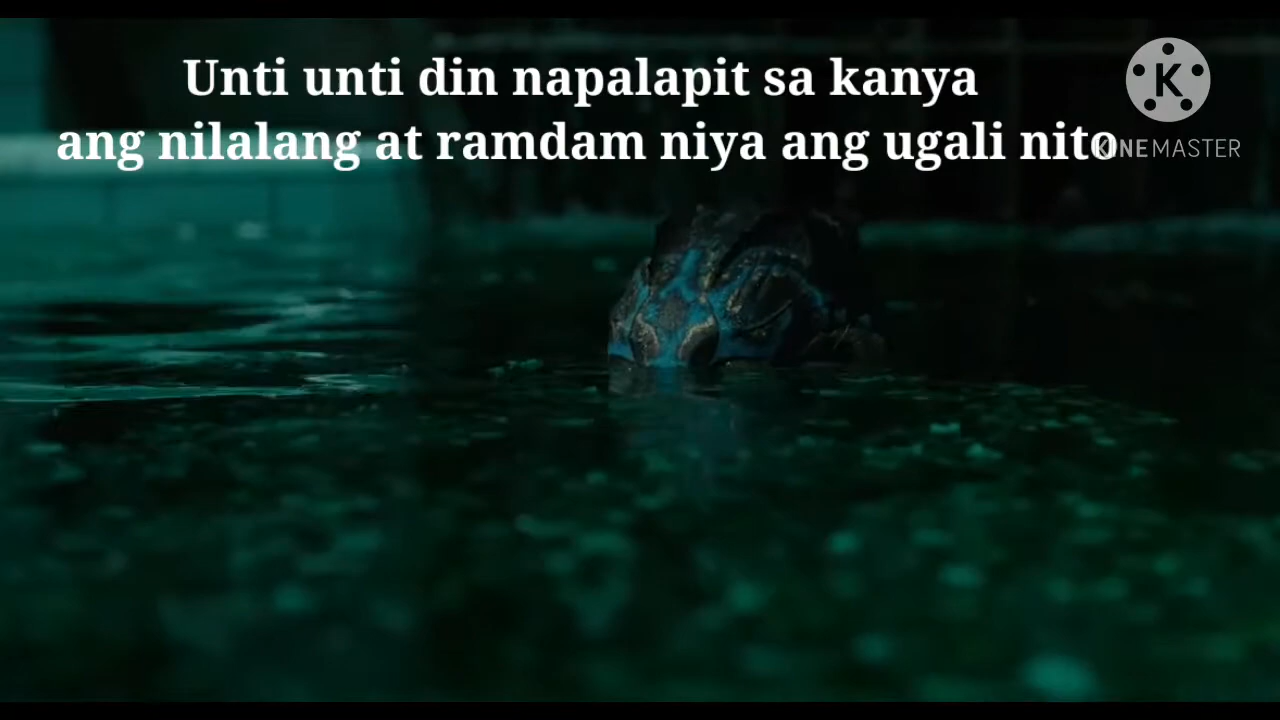 Unti unti din napalapit sa kanya
ang nilalang at ramdam niya ang ugali nito
K
KINEMASTER